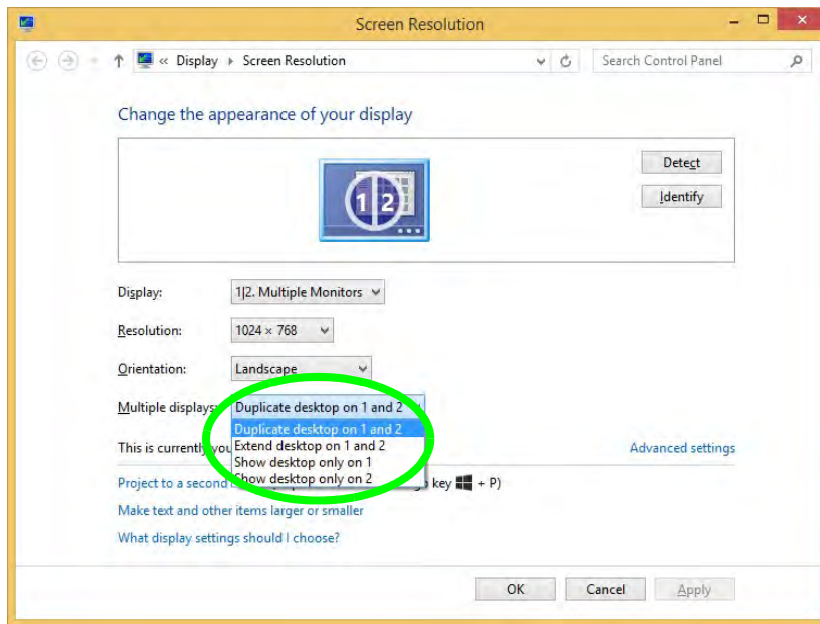 Screen Resolution
« Display Screen Resolution
Search Control Panel
Change the appearance of your display
1 2
Detect
Identify
Display: 1|2. Multiple Monitors
Resolution: 1024 × 768
Orientation: Landscape
Multiple displays: Duplicate desktop on 1 and 2
Duplicate desktop on 1 and 2
Extend desktop on 1 and 2
Show desktop only on 1
Show desktop only on 2
This is currently Advanced settings
Project to a key + P)
Make text and other items larger or smaller
What display settings should I choose?
OK Cancel Apply